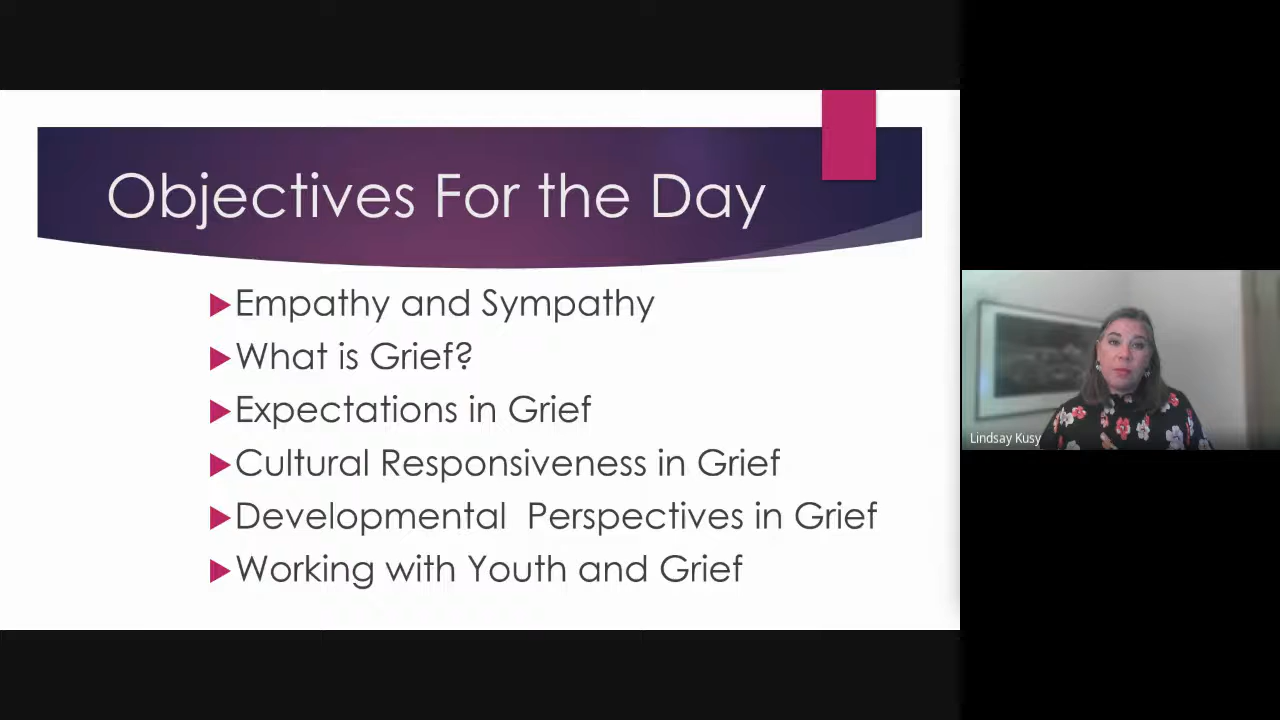 Objectives For the Day
Empathy and Sympathy
What is Grief?
Expectations in Grief
Cultural Responsiveness in Grief
Developmental  Perspectives in Grief
Working with Youth and Grief
Lindsay Kusy